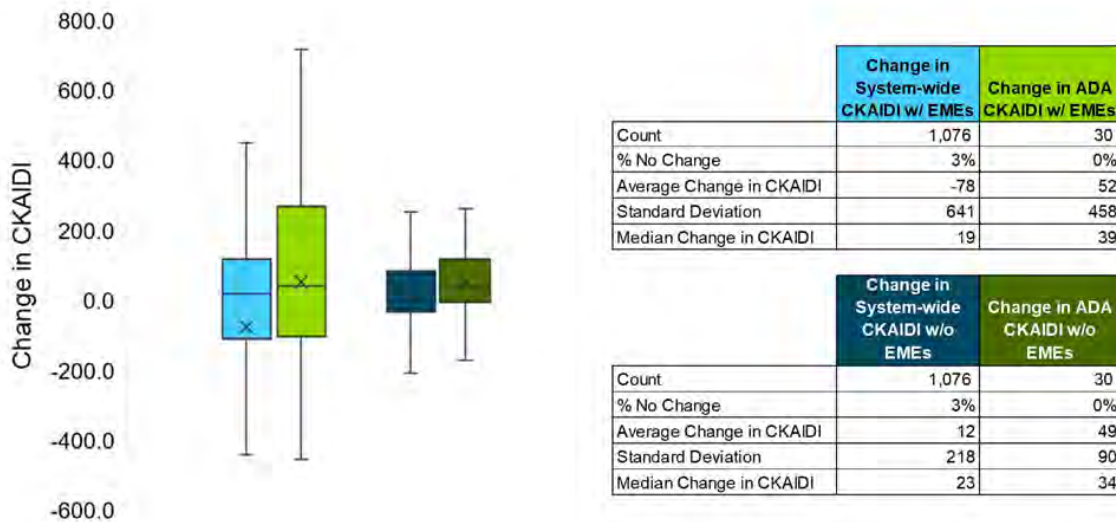 800.0
600.0
400.0
200.0
0.0
-200.0
-400.0
-600.0
Change in CKAIDI
Change in
System-wide
CKAIDI w/ EMEs
Change in ADA
CKAIDI w/ EMEs
Count 1,076 30
% No Change 3% 0%
Average Change in CKAIDI -78 52
Standard Deviation 641 458
Median Change in CKAIDI 19 39
Change in
System-wide
CKAIDI w/o
EMEs
Change in ADA
CKAIDI w/o
EMEs
Count 1,076 30
% No Change 3% 0%
Average Change in CKAIDI 12 49
Standard Deviation 218 90
Median Change in CKAIDI 23 34